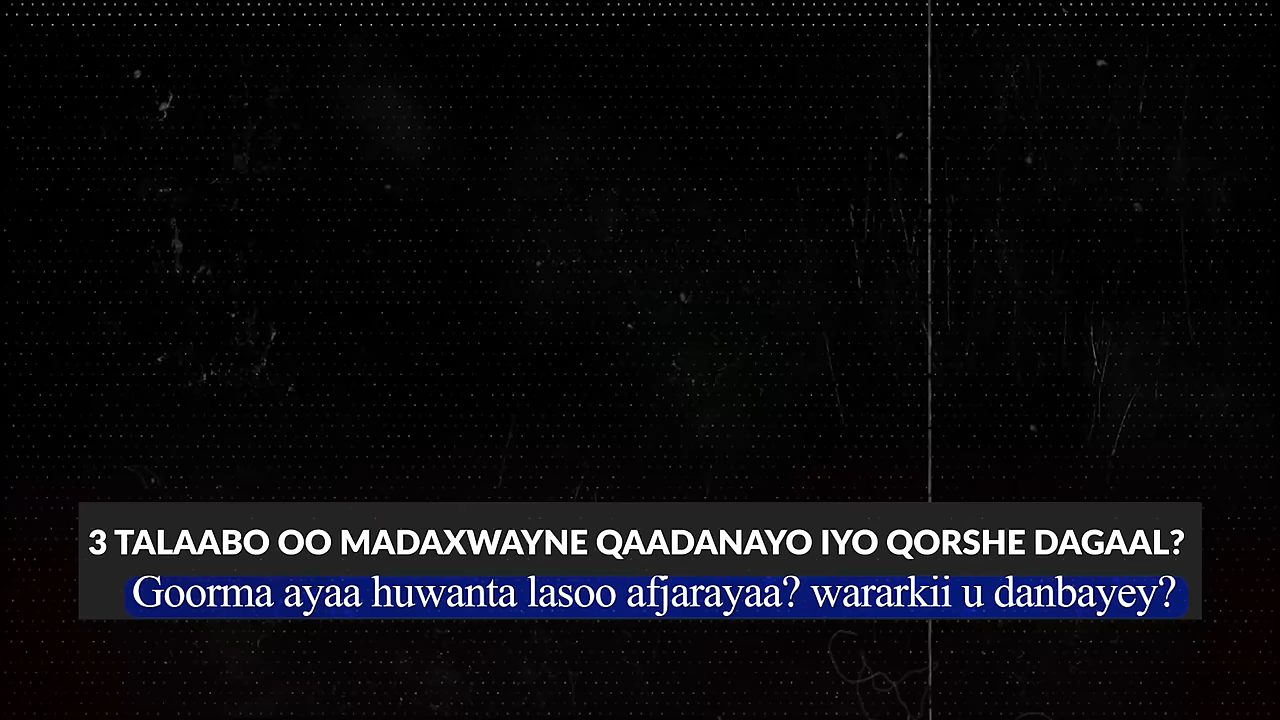 3 TALAABO OO MADAXWAYNE QAADANAYO IYO QORSHE DAGAAL?
Goorma ayaa huwanta lasoo afjarayaa? wararkii u danbayey?